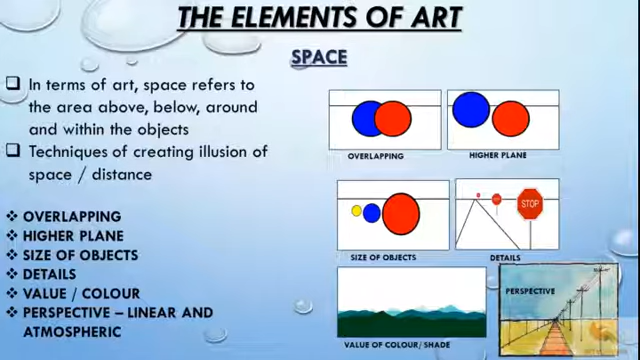 THE ELEMENTS OF ART
SPACE
In terms of art, space refers to
the area above, below, around
and within the objects
Techniques of creating illusion of
space / distance
OVERLAPPING
HIGHER PLANE
SIZE OF OBJECTS
DETAILS
VALUE / COLOUR
PERSPECTIVE – LINEAR AND
ATMOSPHERIC
OVERLAPPING
HIGHER PLANE
STOP
SIZE OF OBJECTS
DETAILS
PERSPECTIVE
VALUE OF COLOUR/ SHADE